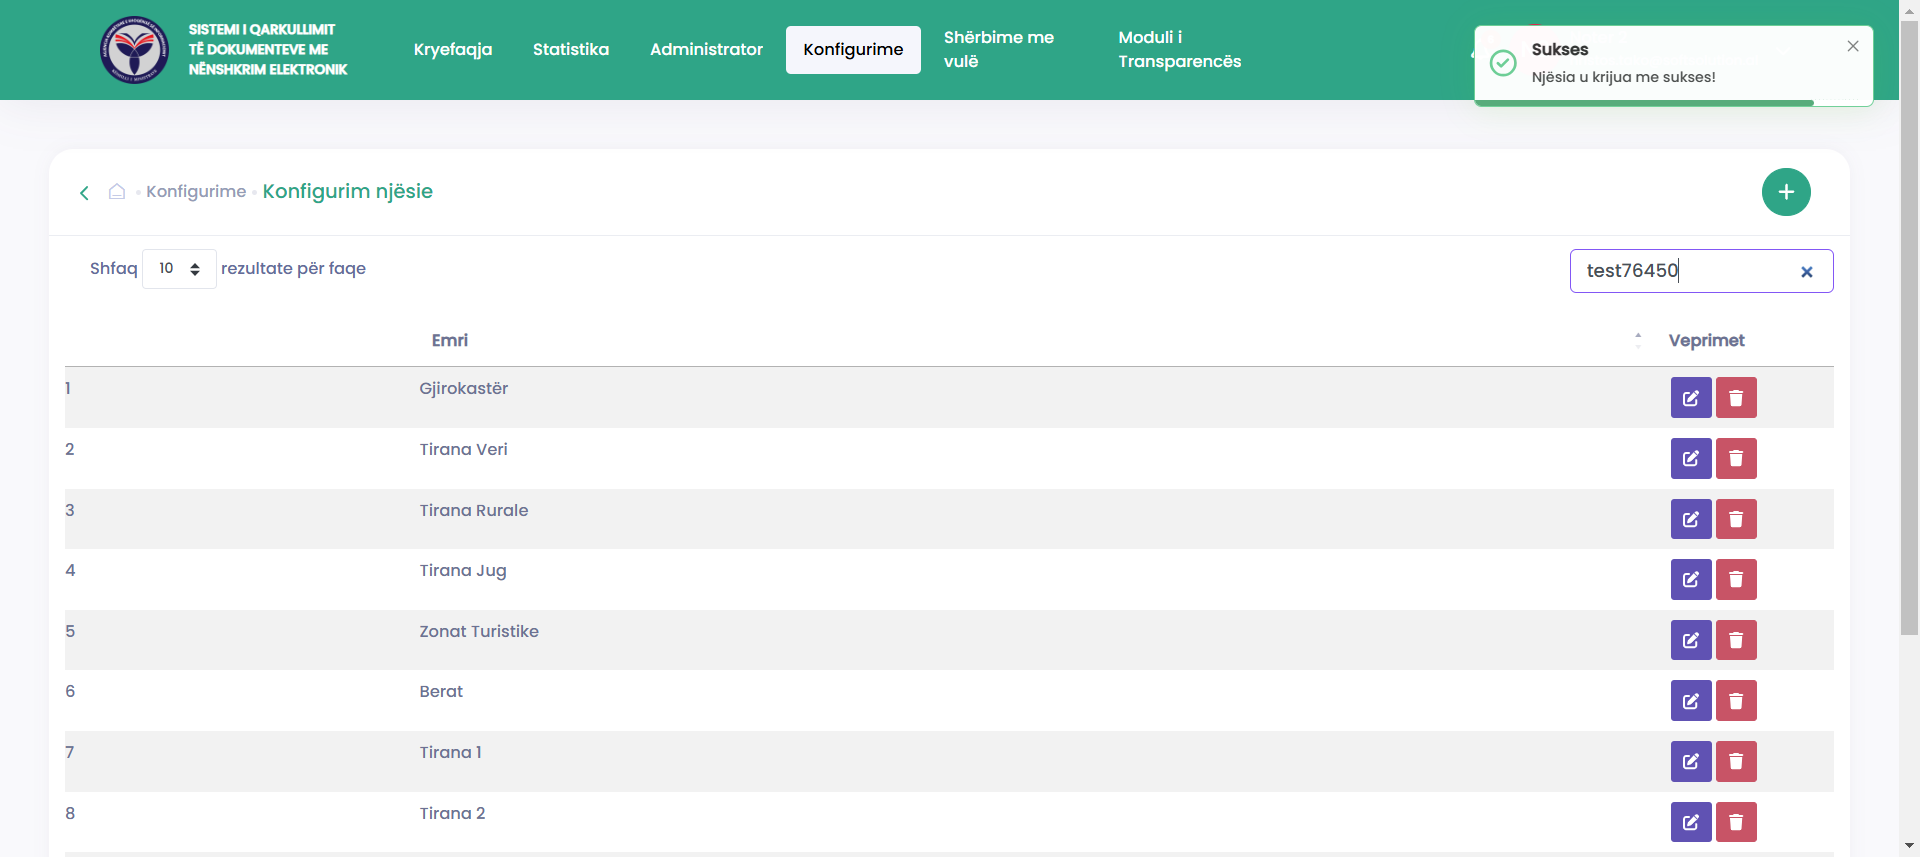 SISTEMI I QARKULLIMIT
TË DOKUMENTEVE ME
NËNSHKRIM ELEKTRONIK
Kryefaqja
Statistika
Administrator
Konfigurime
Shërbime me
vulë
Moduli i
Transparencës
Sukses
Njësia u krijua me sukses!
Konfigurime
Konfigurim njësie
Shfaq 10 rezultate për faqe
test76450
Emri
Veprimet
1 Gjirokastër
2 Tirana Veri
3 Tirana Rurale
4 Tirana Jug
5 Zonat Turistike
6 Berat
7 Tirana 1
8 Tirana 2